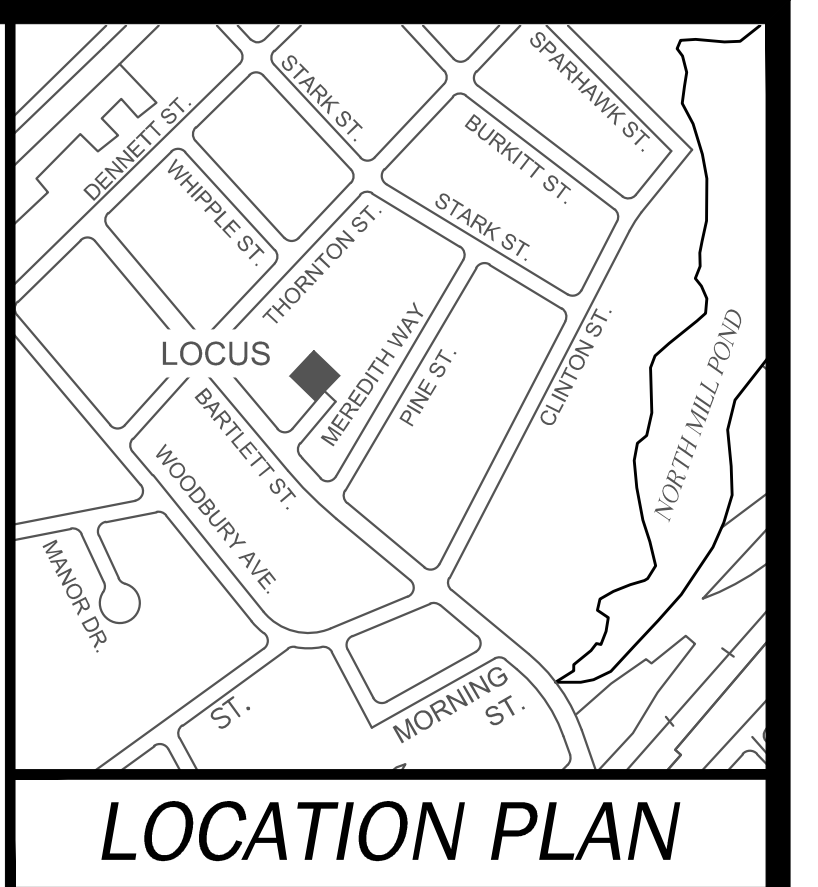 SPARHAWK ST.
STARK ST.
DENNETT ST.
BURKITT ST.
WHIPPLE ST.
STARK ST.
THORNTON ST.
LOCUS
MEREDITH WAY
PINE ST.
CLINTON ST.
NORTH MILL POND
BARTLETT ST.
WOODBURY AVE.
MANOR DR.
ST.
MORNING
ST.
LOCATION PLAN